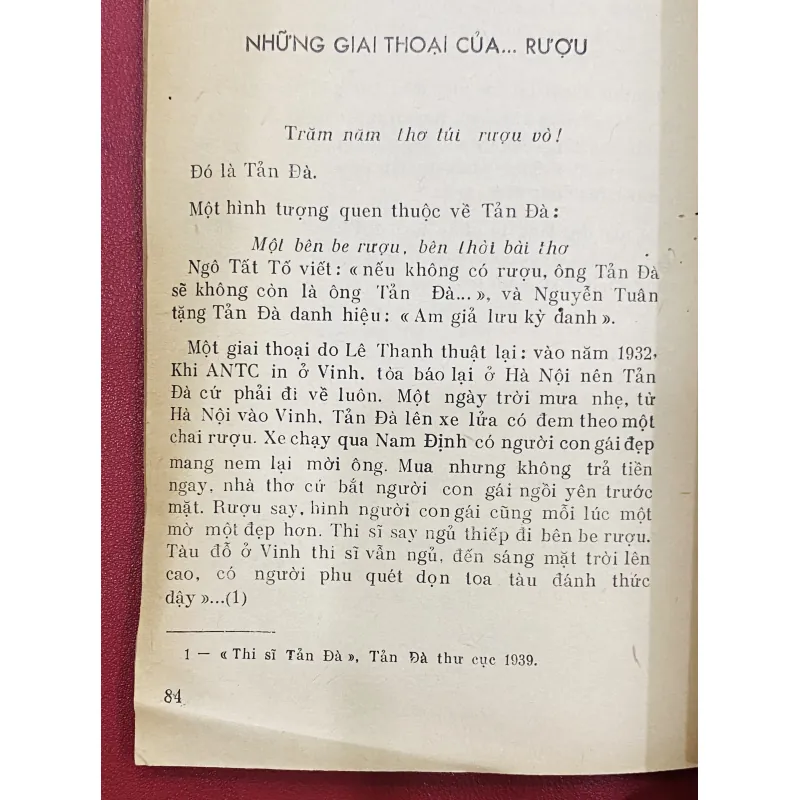 NHỮNG GIAI THOẠI CỦA... RƯỢU
Trăm năm thơ túi rượu vò!
Đó là Tản Đà.
Một hình tượng quen thuộc về Tản Đà:
Một bên be rượu, bên thời bài thơ
Ngô Tất Tố viết: «nếu không có rượu, ông Tản Đà
sẽ không còn là ông Tản Đà...», và Nguyễn Tuân
tặng Tản Đà danh hiệu: «Am giả lưu kỳ danh».
Một giai thoại do Lê Thanh thuật lại: vào năm 1932.
Khi ANTC in ở Vinh, tòa báo lại ở Hà Nội nên Tản
Đà cứ phải đi về luôn. Một ngày trời mưa nhẹ, từ
Hà Nội vào Vinh, Tản Đà lên xe lửa có đem theo một
chai rượu. Xe chạy qua Nam Định có người con gái đẹp
mang nem lại mời ông. Mua nhưng không trả tiền
ngay, nhà thơ cứ bắt người con gái ngồi yên trước
mặt. Rượu say, hình người con gái cũng mỗi lúc một
mờ một đẹp hơn. Thi sĩ say ngủ thiếp đi bên be rượu.
Tàu đỗ ở Vinh thi sĩ vẫn ngủ, đến sáng mặt trời lên
cao, có người phu quét dọn toa tàu đánh thức
dậy»...(1)
1 — «Thi sĩ Tản Đà», Tản Đà thư cục 1939.
84